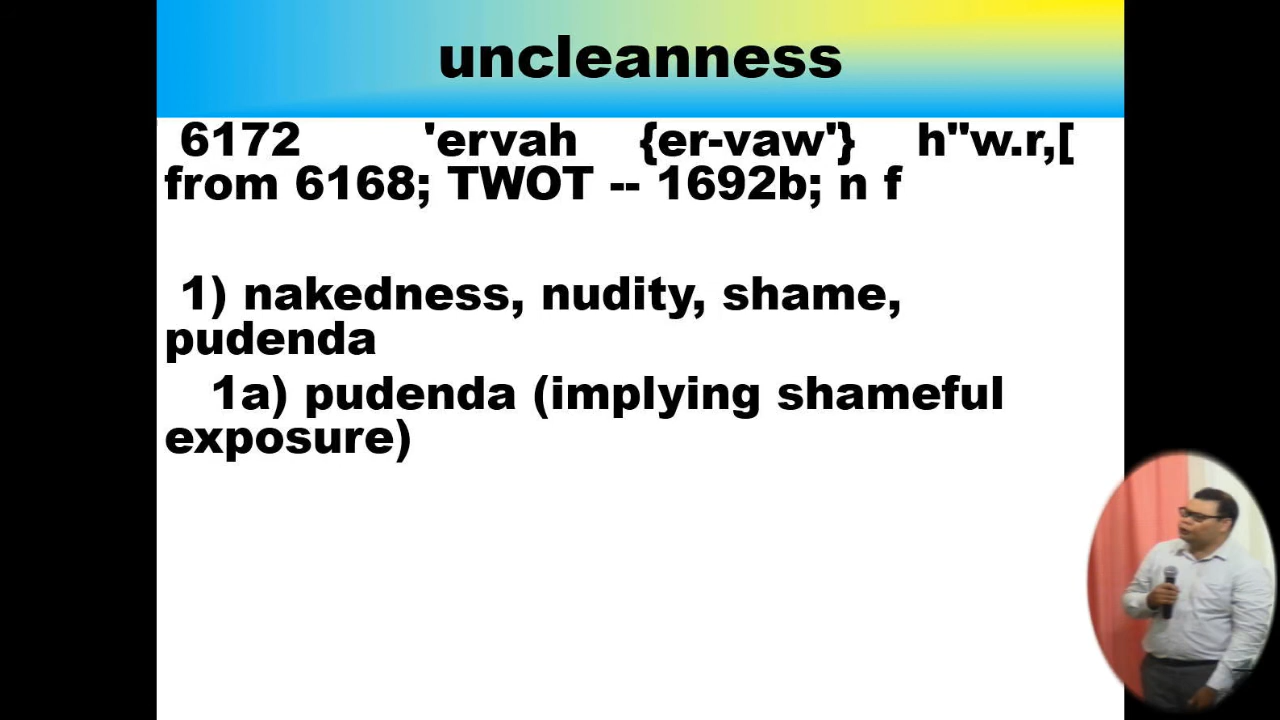 uncleanness
6172 'ervah {er-vaw'} h"w.r,[
from 6168; TWOT -- 1692b; n f
1) nakedness, nudity, shame,
pudenda
1a) pudenda (implying shameful
exposure)